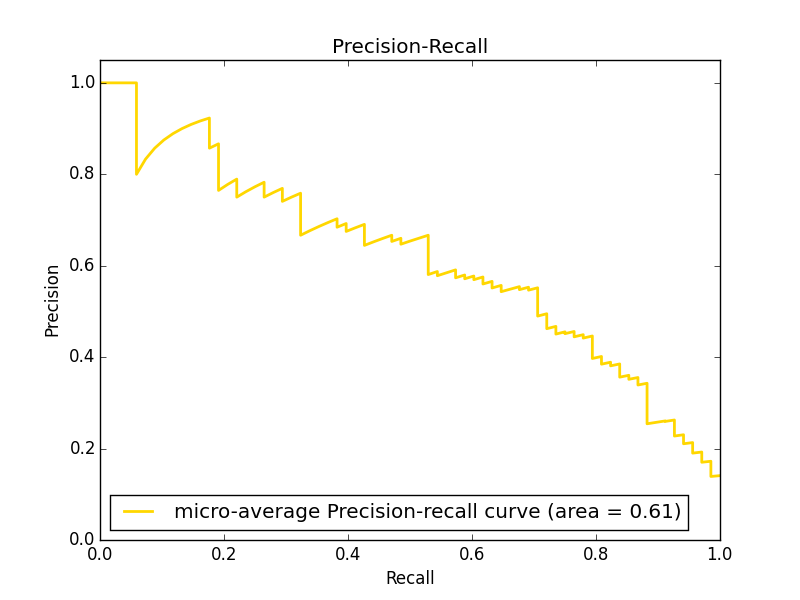 Precision-Recall
1.0
0.8
0.6
0.4
0.2
0.0
Precision
micro-average Precision-recall curve (area = 0.61)
0.0 0.2 0.4 0.6 0.8 1.0
Recall